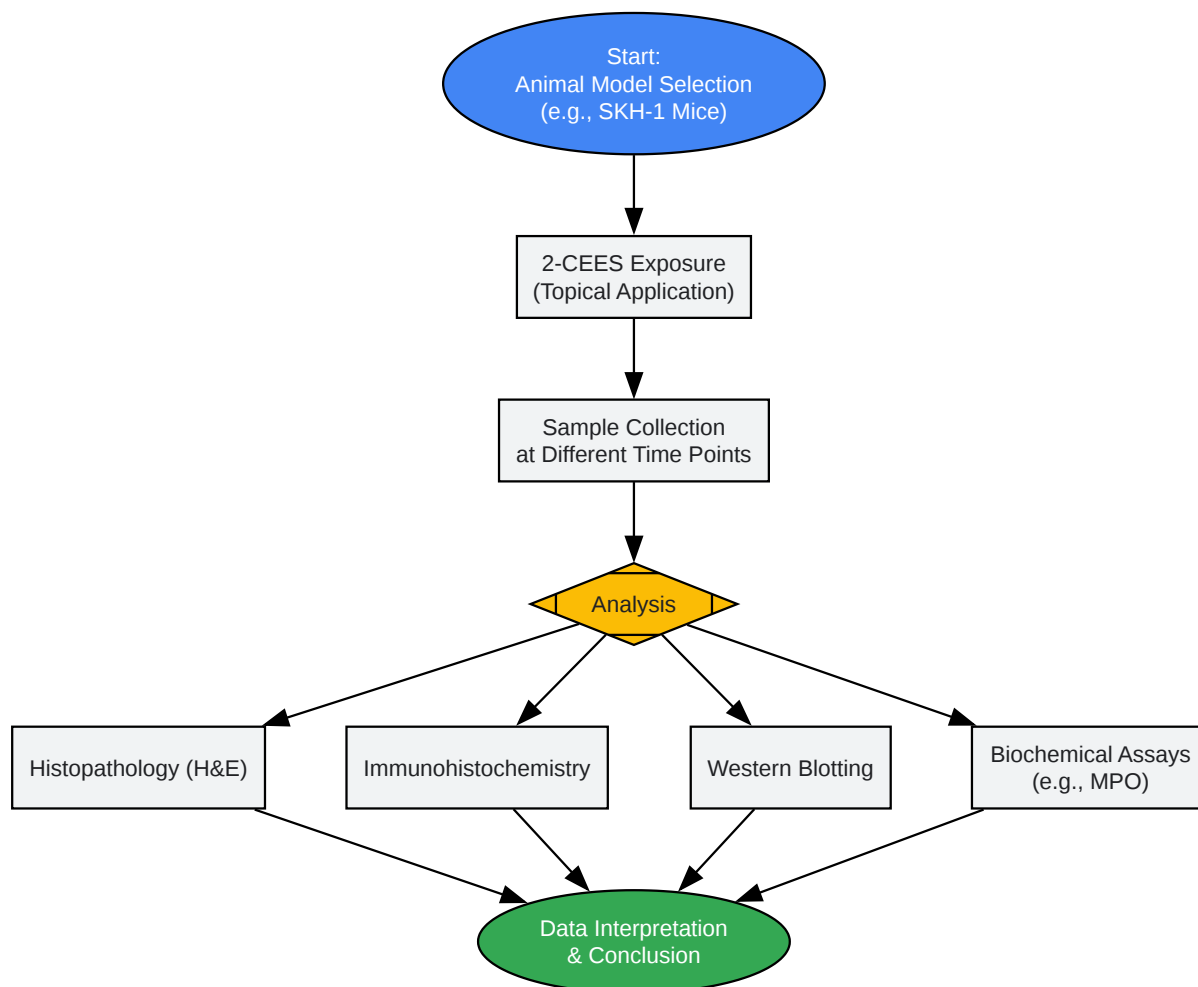 Start:
Animal Model Selection
(e.g., SKH-1 Mice)
2-CEES Exposure
(Topical Application)
Sample Collection
at Different Time Points
Analysis
Histopathology (H&E)
Immunohistochemistry
Western Blotting
Biochemical Assays
(e.g., MPO)
Data Interpretation
& Conclusion